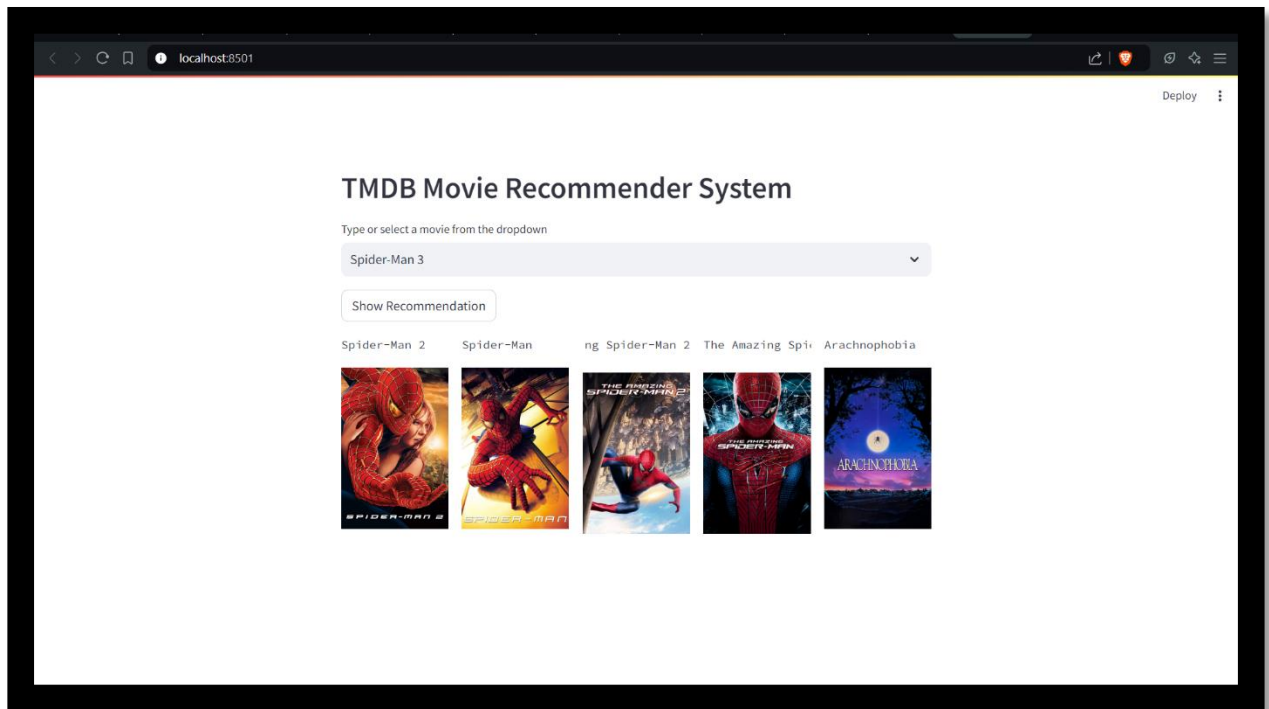 localhost:8501
Deploy
TMDB Movie Recommender System
Type or select a movie from the dropdown
Spider-Man 3
Show Recommendation
Spider-Man 2 Spider-Man ng Spider-Man 2 The Amazing Spi Arachnophobia
SPIDER-MAN 2
SPIDER-MAN
THE AMAZING
SPIDER-MAN 2
THE AMAZING
SPIDER-MAN
ARACHNOPHOBIA